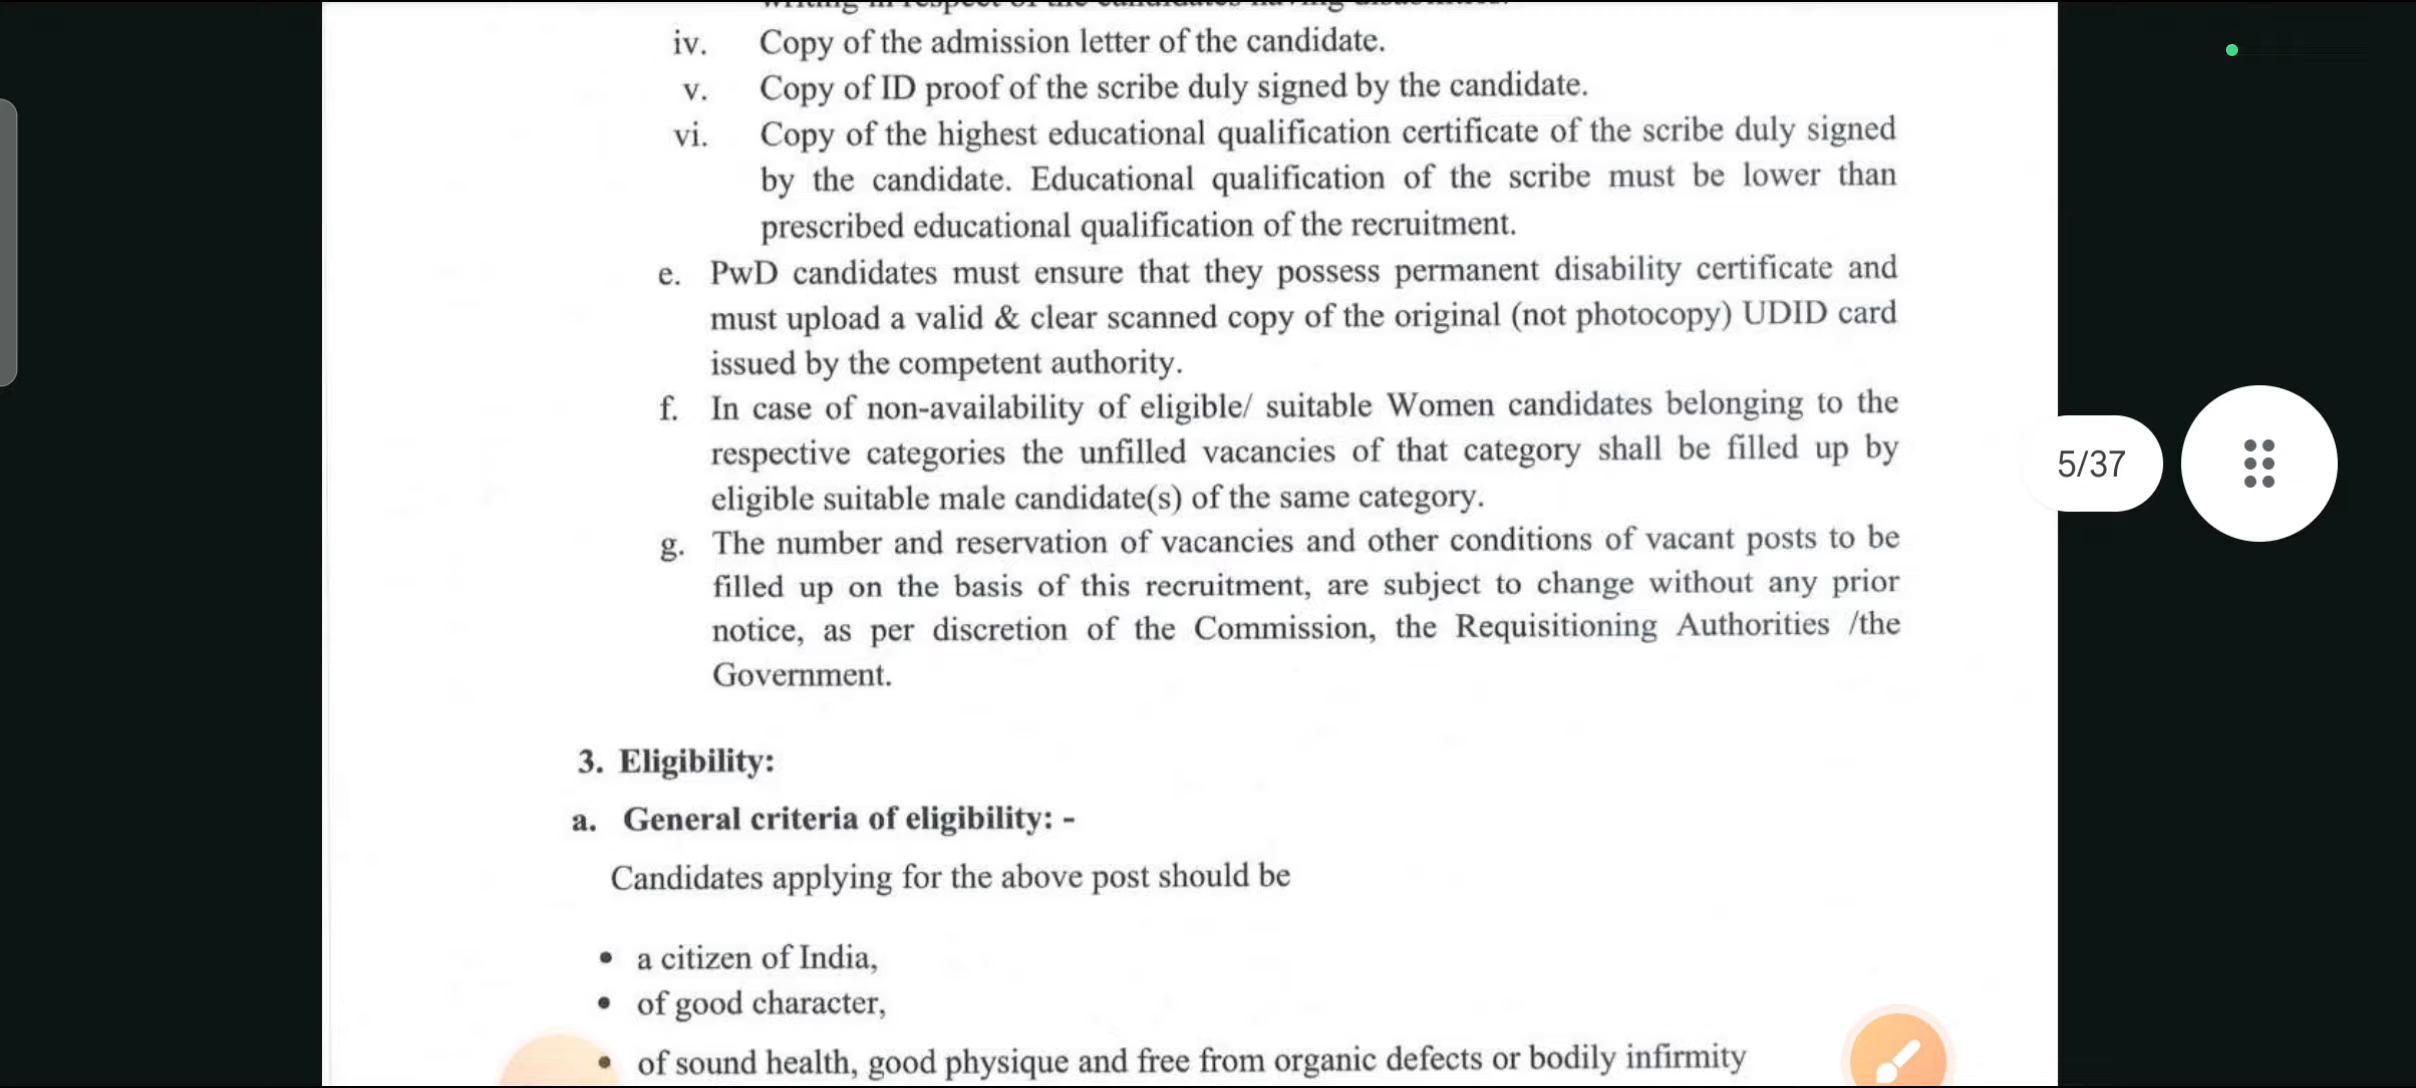 iv. Copy of the admission letter of the candidate.
v. Copy of ID proof of the scribe duly signed by the candidate.
vi. Copy of the highest educational qualification certificate of the scribe duly signed
by the candidate. Educational qualification of the scribe must be lower than
prescribed educational qualification of the recruitment.
e. PwD candidates must ensure that they possess permanent disability certificate and
must upload a valid & clear scanned copy of the original (not photocopy) UDID card
issued by the competent authority.
f. In case of non-availability of eligible/ suitable Women candidates belonging to the
respective categories the unfilled vacancies of that category shall be filled up by
eligible suitable male candidate(s) of the same category.
5/37
g. The number and reservation of vacancies and other conditions of vacant posts to be
filled up on the basis of this recruitment, are subject to change without any prior
notice, as per discretion of the Commission, the Requisitioning Authorities /the
Government.
3. Eligibility:
a. General criteria of eligibility: -
Candidates applying for the above post should be
• a citizen of India,
• of good character,
• of sound health, good physique and free from organic defects or bodily infirmity